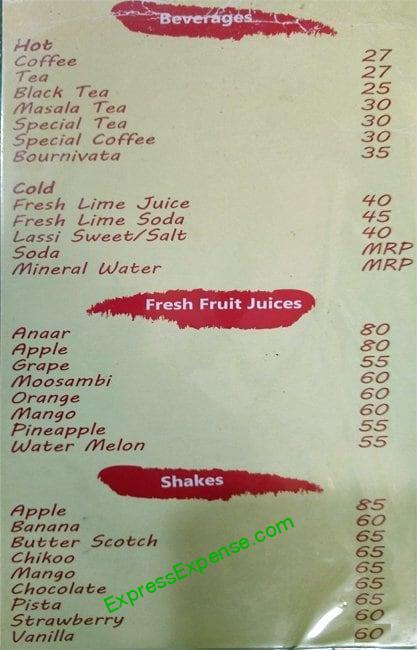 Beverages
Hot
Coffee 27
Tea 27
Black Tea 25
Masala Tea 30
Special Tea 30
Special Coffee 30
Bournivata 35
Cold
Fresh Lime Juice 40
Fresh Lime Soda 45
Lassi Sweet/Salt 40
Soda MRP
Mineral Water MRP
Fresh Fruit Juices
Anaar 80
Apple 80
Grape 55
Moosambi 60
Orange 60
Mango 60
Pineapple 55
Water Melon 55
Shakes
Apple 85
Banana 60
Butter Scotch 65
Chikoo 65
Mango 65
Chocolate 65
Pista 65
Strawberry 60
Vanilla 60
ExpressExpense.com